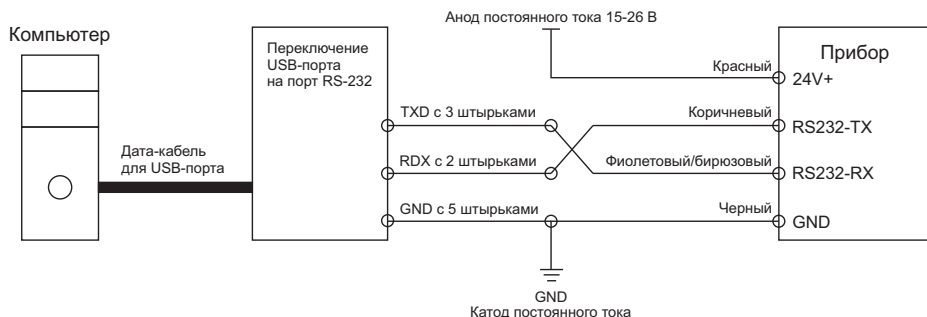 Анод постоянного тока 15-26 В
Компьютер
Переключение
USB-порта
на порт RS-232
Прибор
Красный
24V+
TXD с 3 штырьками
Коричневый
RS232-TX
Дата-кабель
для USB-порта
RDX с 2 штырьками
Фиолетовый/бирюзовый
RS232-RX
GND с 5 штырьками
Черный
GND
GND
Катод постоянного тока